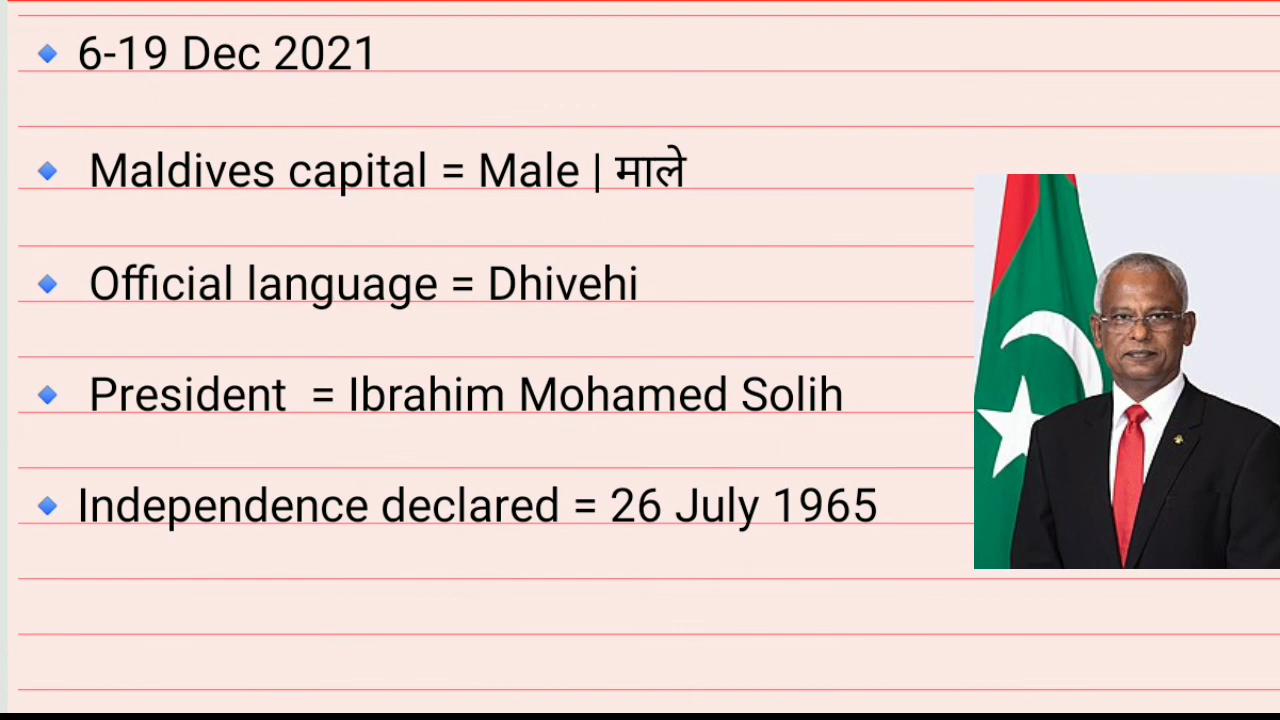 6-19 Dec 2021
Maldives capital = Male | माले
Official language = Dhivehi
President = Ibrahim Mohamed Solih
Independence declared = 26 July 1965